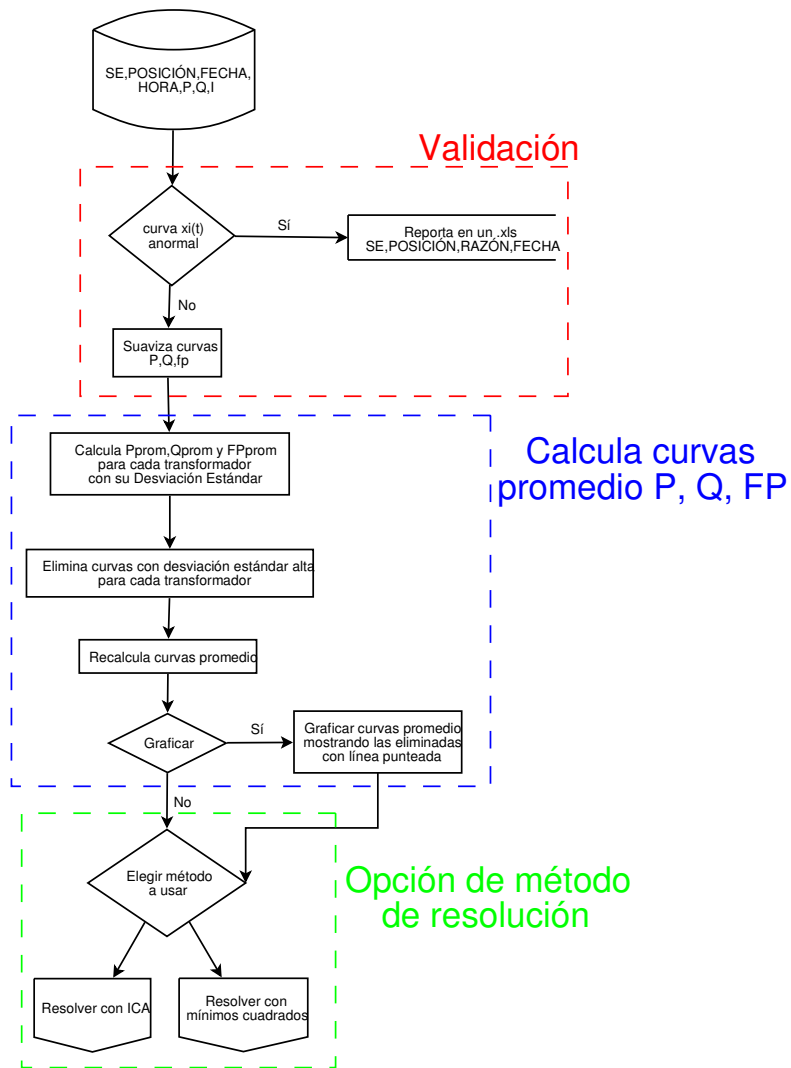 SE,POSICIÓN,FECHA,
HORA,P,Q,I
Validación
curva xi(t)
anormal
Sí
Reporta en un .xls
SE,POSICIÓN,RAZÓN,FECHA
No
Suaviza curvas
P,Q,fp
Calcula Pprom,Qprom y FPprom
para cada transformador
con su Desviación Estándar
Calcula curvas
promedio P, Q, FP
Elimina curvas con desviación estándar alta
para cada transformador
Recalcula curvas promedio
Graficar
Sí
Graficar curvas promedio
mostrando las eliminadas
con línea punteada
No
Elegir método
a usar
Opción de método
de resolución
Resolver con ICA
Resolver con
mínimos cuadrados